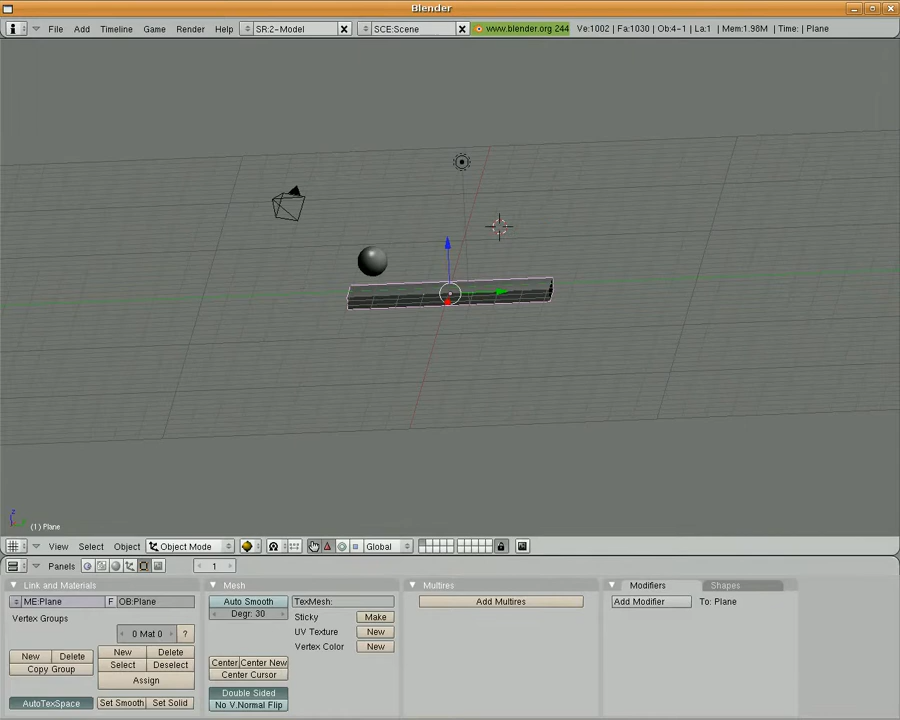 Blender
File Add Timeline Game Render Help SR:2-Model SCE:Scene www.blender.org 244 Ve:1002 | Fa:1030 | Ob:4-1 | La:1 | Mem:1.98M | Time: | Plane
z
(1) Plane
View Select Object Object Mode Global
Panels 1
Link and Materials Mesh Multires Modifiers Shapes
ME:Plane F OB:Plane Auto Smooth TexMesh: Add Multires Add Modifier To: Plane
Vertex Groups Degr: 30 Sticky Make
0 Mat 0 ? UV Texture New
New Delete New Delete Vertex Color New
Copy Group Select Deselect Center Center New
Assign Center Cursor
Double Sided
AutoTexSpace Set Smooth Set Solid No V.Normal Flip